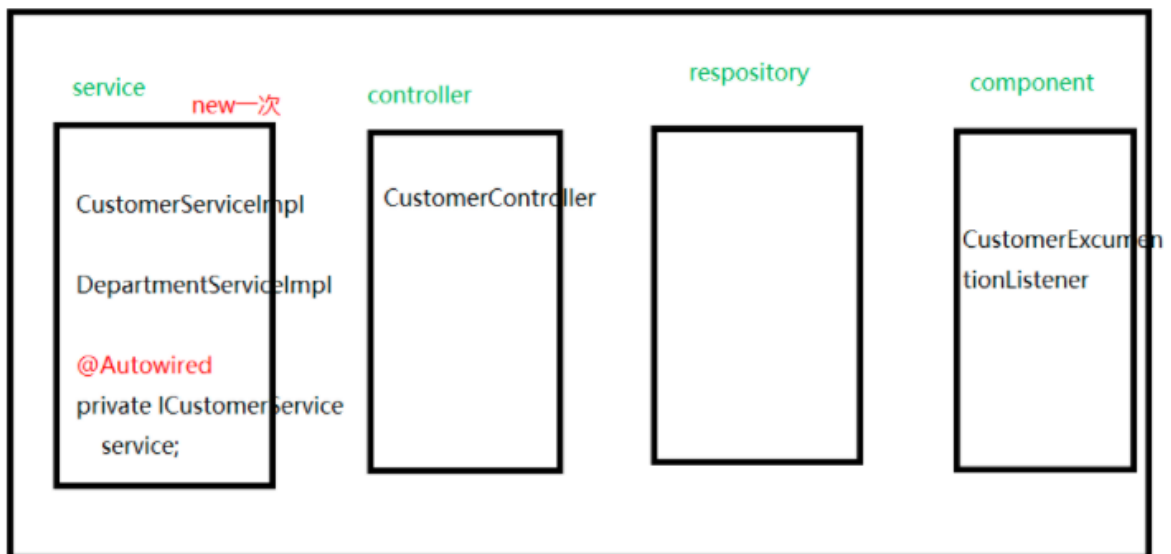 service
new一次
controller
respository
component
CustomerServiceImpl
DepartmentServiceImpl
@Autowired
private ICustomerService
service;
CustomerController
CustomerExcumen
tionListener